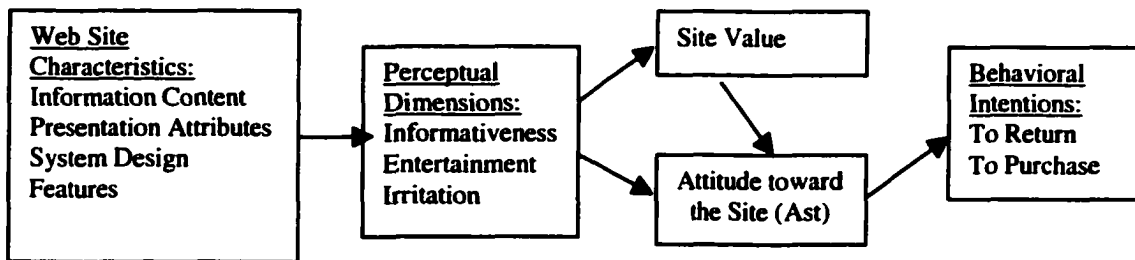 Web Site
Characteristics:
Information Content
Presentation Attributes
System Design
Features
Perceptual
Dimensions:
Informativeness
Entertainment
Irritation
Site Value
Attitude toward
the Site (Ast)
Behavioral
Intentions:
To Return
To Purchase